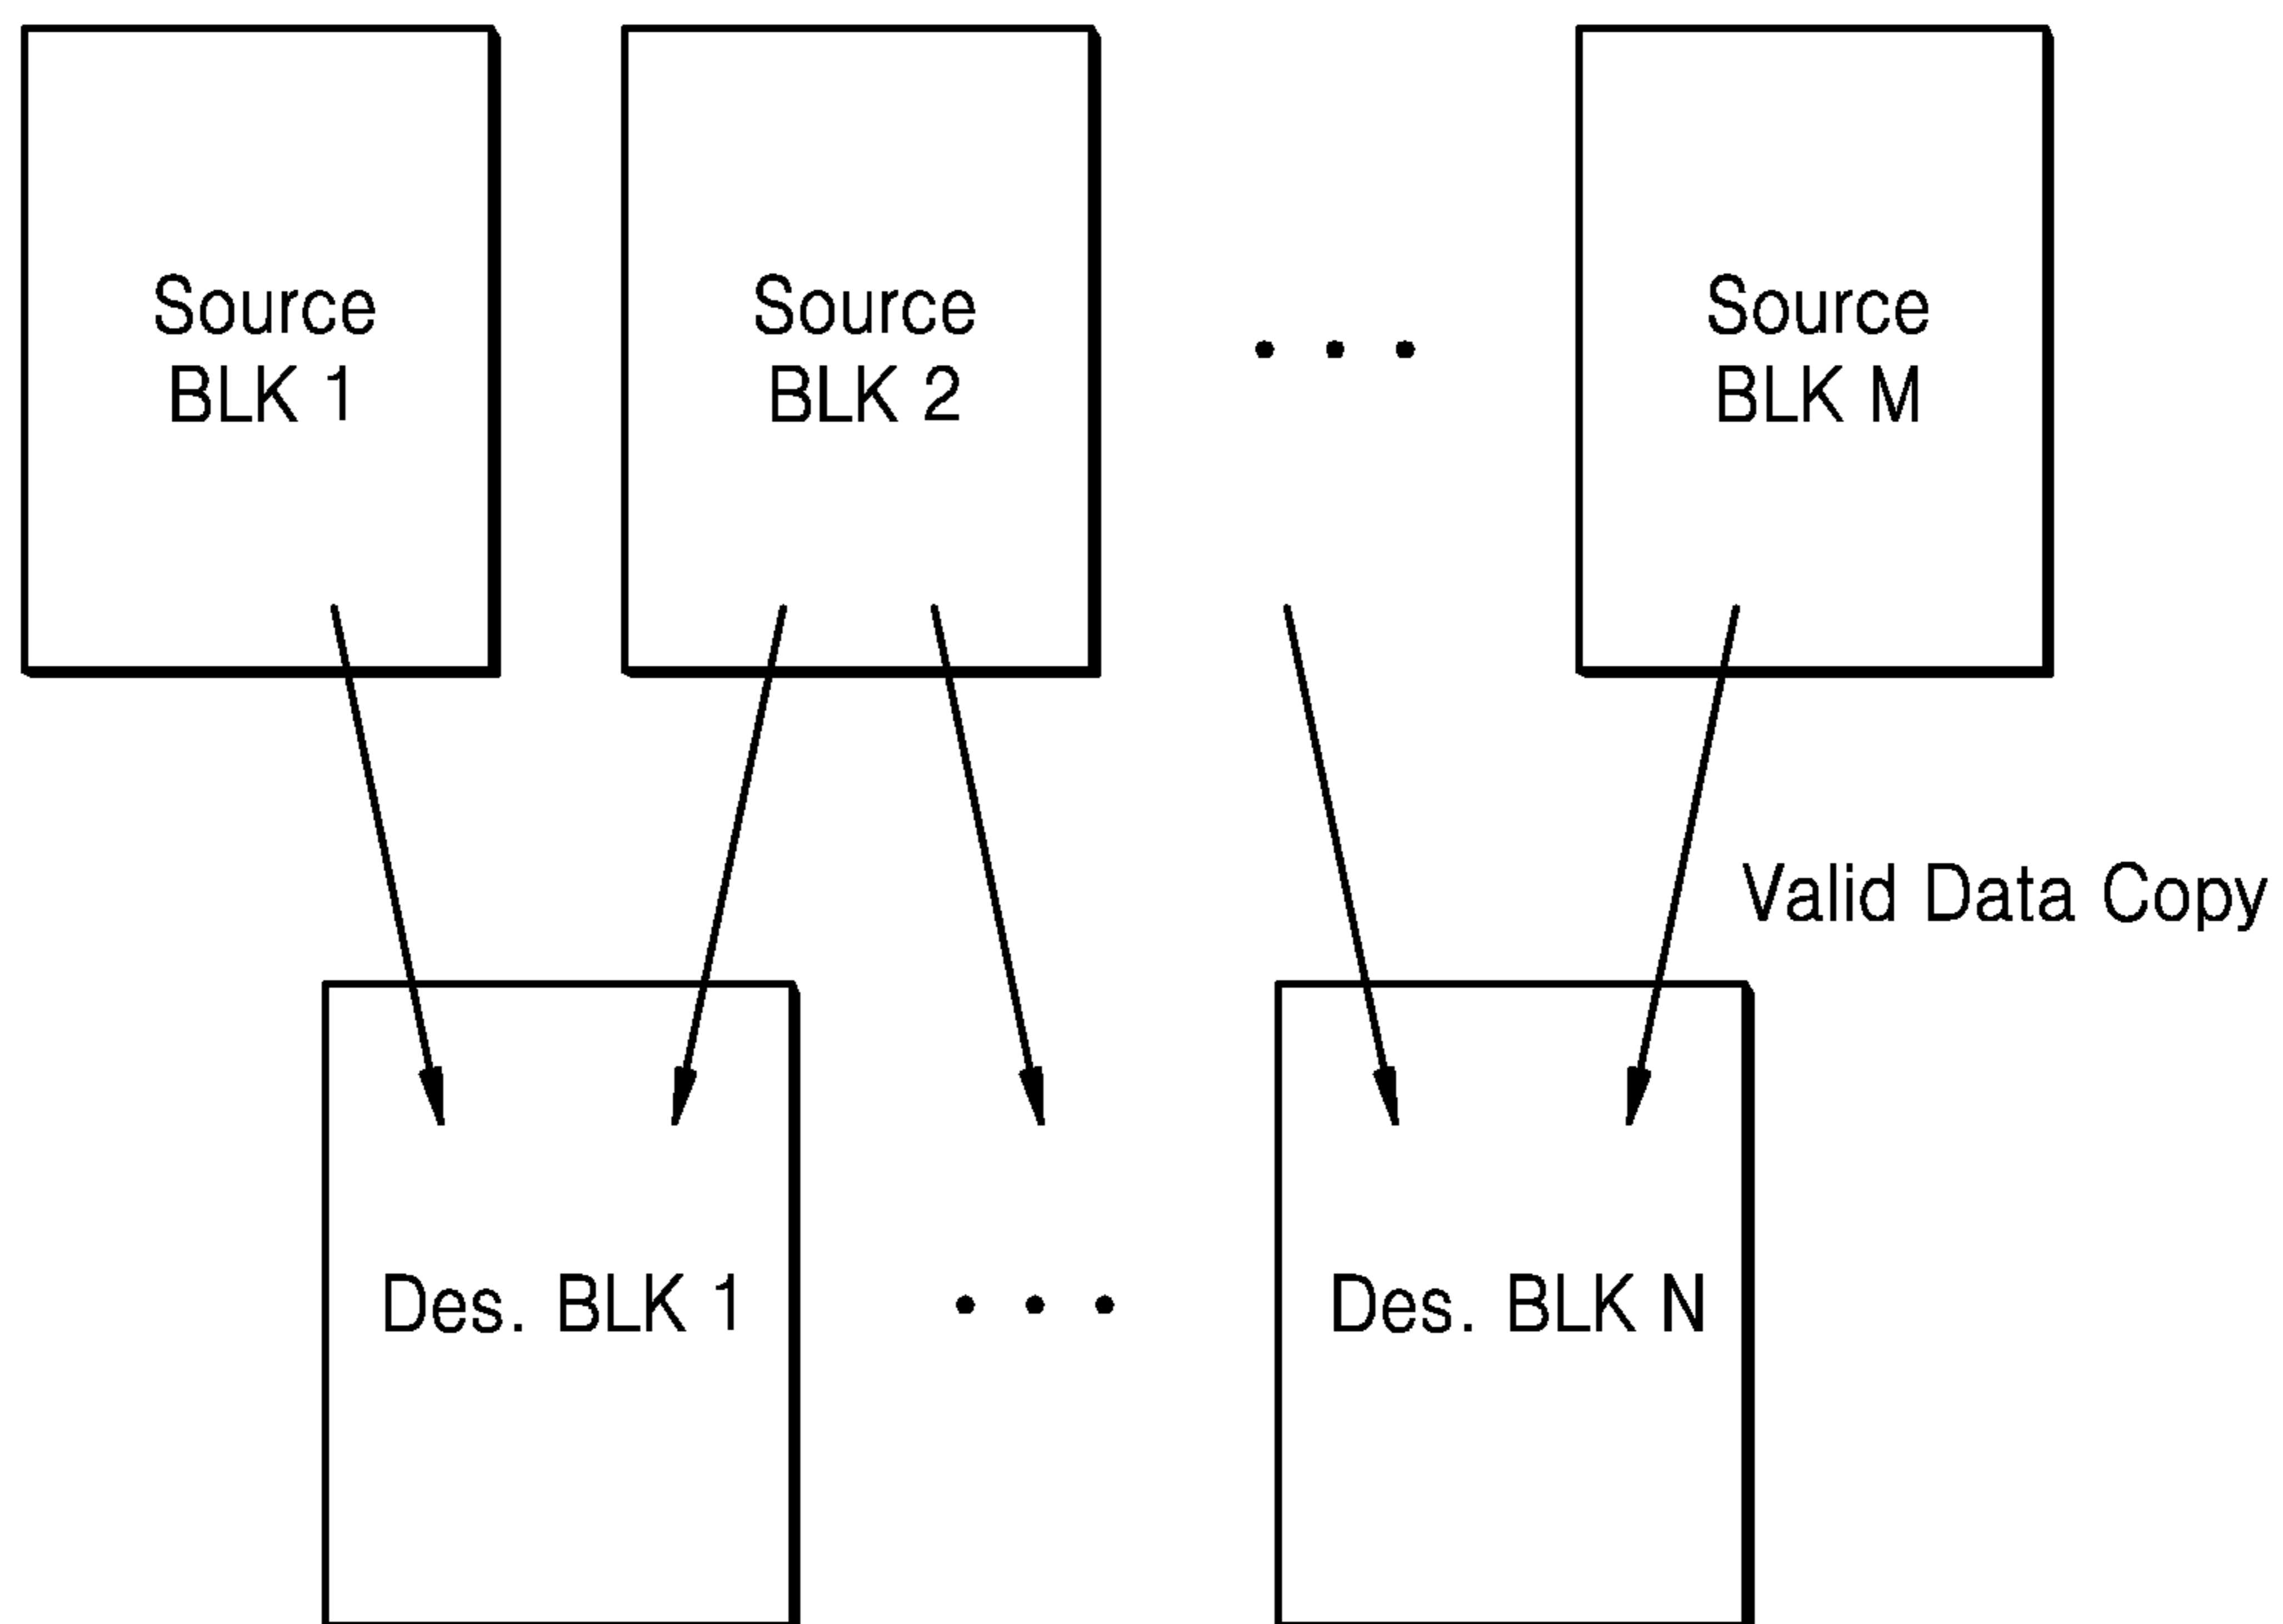 Source
BLK 1
Source
BLK 2
• • •
Source
BLK M
Valid Data Copy
Des. BLK 1
• • •
Des. BLK N